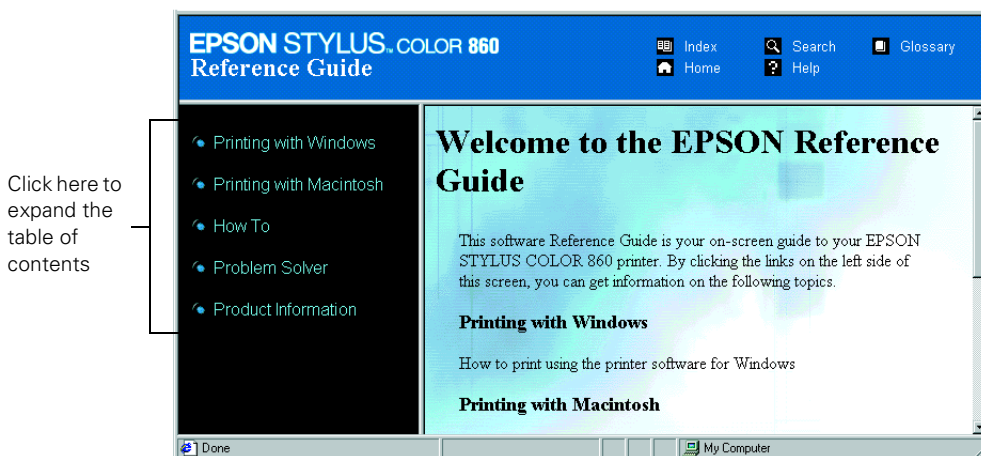 EPSON STYLUS™ COLOR 860
Reference Guide
Index
Search
Glossary
Home
Help
Click here to
expand the
table of
contents
Printing with Windows
Printing with Macintosh
How To
Problem Solver
Product Information
Welcome to the EPSON Reference
Guide
This software Reference Guide is your on-screen guide to your EPSON
STYLUS COLOR 860 printer. By clicking the links on the left side of
this screen, you can get information on the following topics.
Printing with Windows
How to print using the printer software for Windows
Printing with Macintosh
Done
My Computer